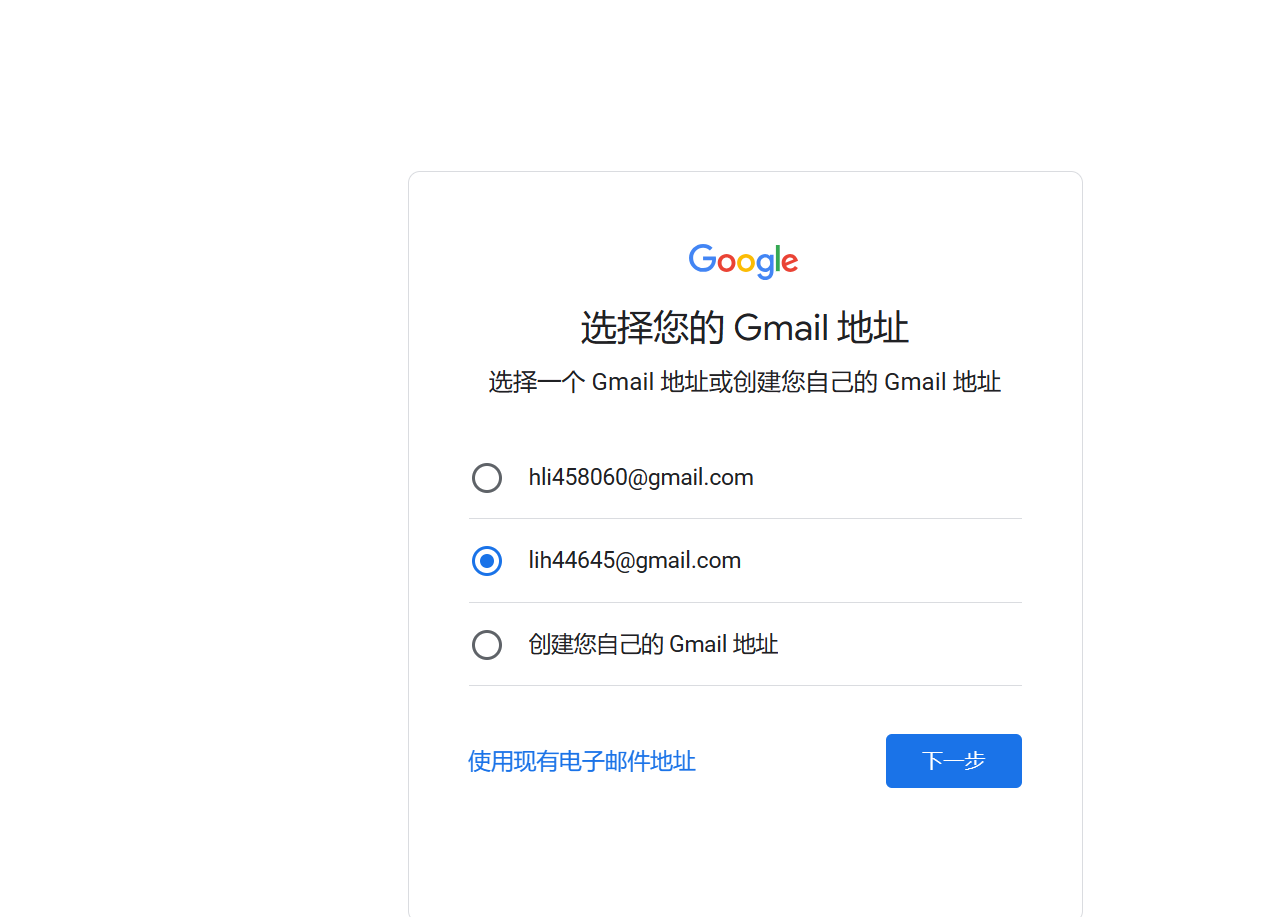 Google
选择您的 Gmail 地址
选择一个 Gmail 地址或创建您自己的 Gmail 地址
hli458060@gmail.com
lih44645@gmail.com
创建您自己的 Gmail 地址
使用现有电子邮件地址
下一步